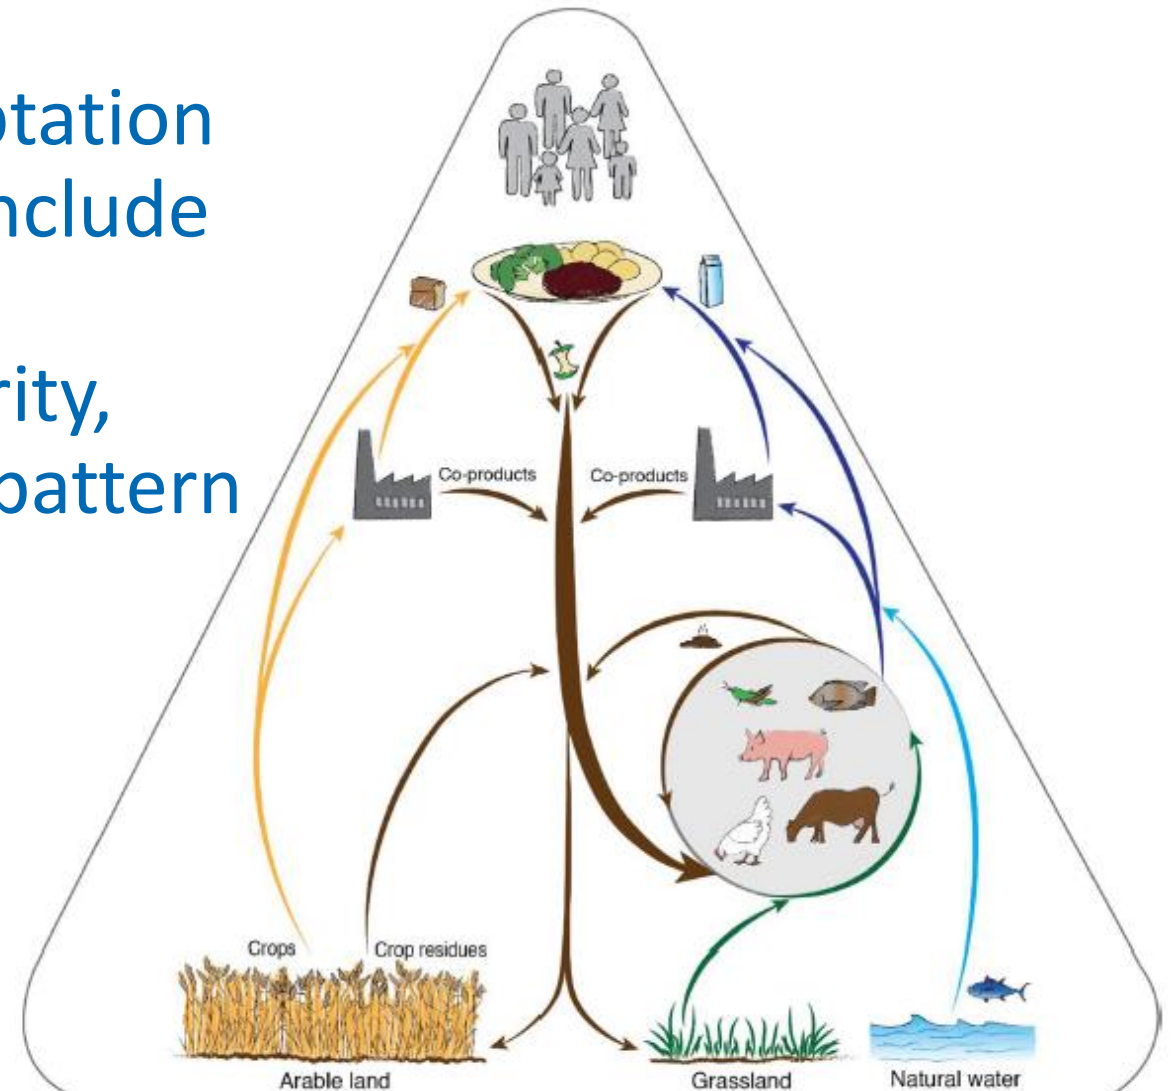 otation
nclude
rity,
pattern
Co-products
Co-products
Crops
Crop residues
Arable land
Grassland
Natural water